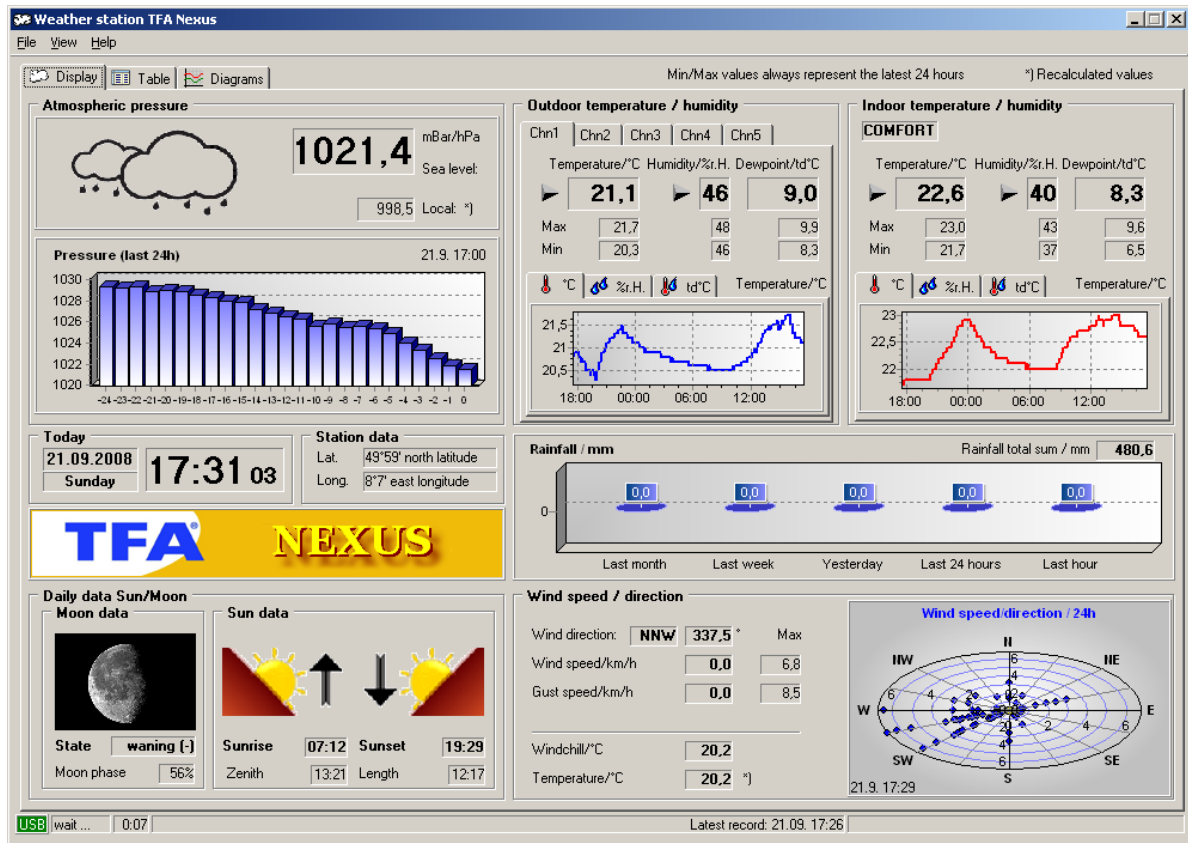 Weather station TFA Nexus
File View Help
Display Table Diagrams
Min/Max values always represent the latest 24 hours *) Recalculated values
Atmospheric pressure
1021,4 mBar/hPa
Sea level:
998,5 Local: *)
Pressure (last 24h) 21.9. 17:00
1030
1028
1026
1024
1022
1020
-24 -23 -22 -21 -20 -19 -18 -17 -16 -15 -14 -13 -12 -11 -10 -9 -8 -7 -6 -5 -4 -3 -2 -1 0
Outdoor temperature / humidity
Chn1 Chn2 Chn3 Chn4 Chn5
Temperature/°C Humidity/%r.H. Dewpoint/td°C
21,1 46 9,0
Max 21,7 48 9,9
Min 20,3 46 8,3
°C %r.H. td°C Temperature/°C
21,5
21
20,5
18:00 00:00 06:00 12:00
Indoor temperature / humidity
COMFORT
Temperature/°C Humidity/%r.H. Dewpoint/td°C
22,6 40 8,3
Max 23,0 43 9,6
Min 21,7 37 6,5
°C %r.H. td°C Temperature/°C
23
22,5
22
18:00 00:00 06:00 12:00
Today
21.09.2008
Sunday
17:31 03
Station data
Lat. 49°59' north latitude
Long. 8°7' east longitude
TFA NEXUS
Rainfall / mm Rainfall total sum / mm 480,6
0,0 0,0 0,0 0,0 0,0
0
Last month Last week Yesterday Last 24 hours Last hour
Daily data Sun/Moon
Moon data
State waning (-)
Moon phase 56%
Sun data
Sunrise 07:12 Sunset 19:29
Zenith 13:21 Length 12:17
Wind speed / direction
Wind direction: NNW 337,5 ° Max
Wind speed/km/h 0,0 6,8
Gust speed/km/h 0,0 8,5
Windchill/°C 20,2
Temperature/°C 20,2 *)
Wind speed/direction / 24h
N
NW 6 NE
4
6 4 2 2 4 6
W E
2
4
SW 6 SE
S
21.9. 17:29
USB wait ... 0:07 Latest record: 21.09. 17:26